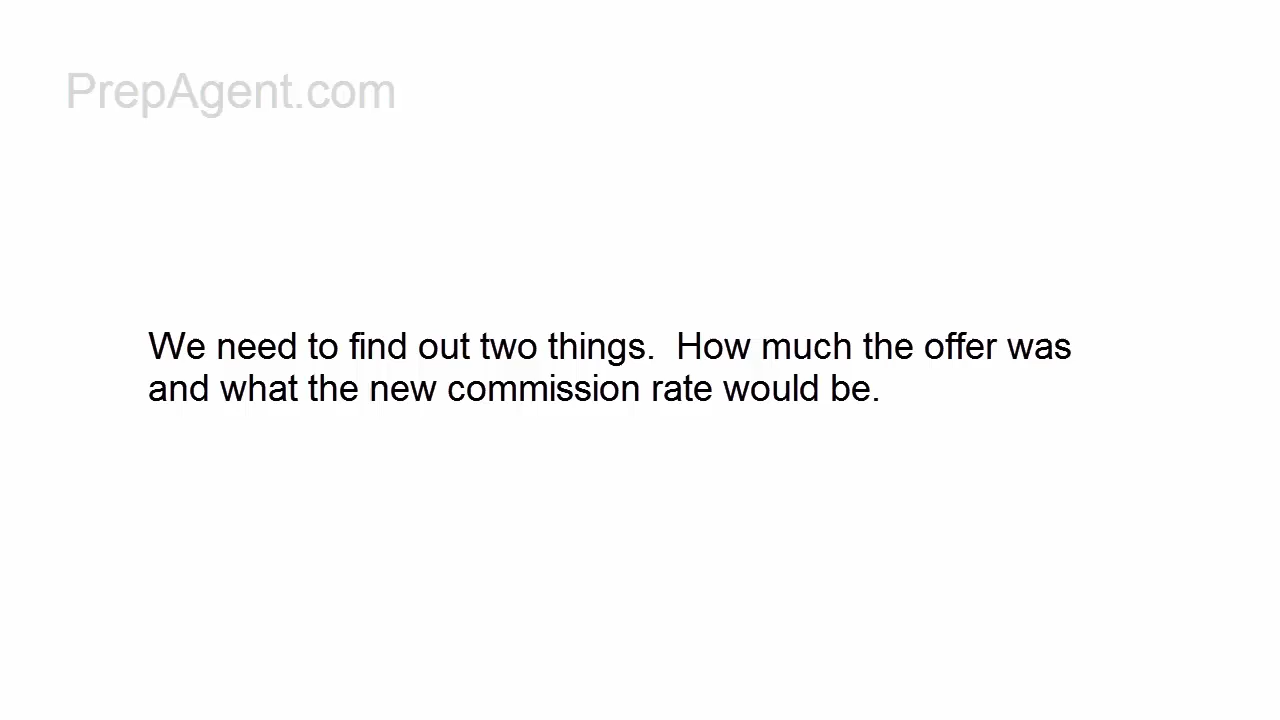 PrepAgent.com
We need to find out two things.  How much the offer was
and what the new commission rate would be.